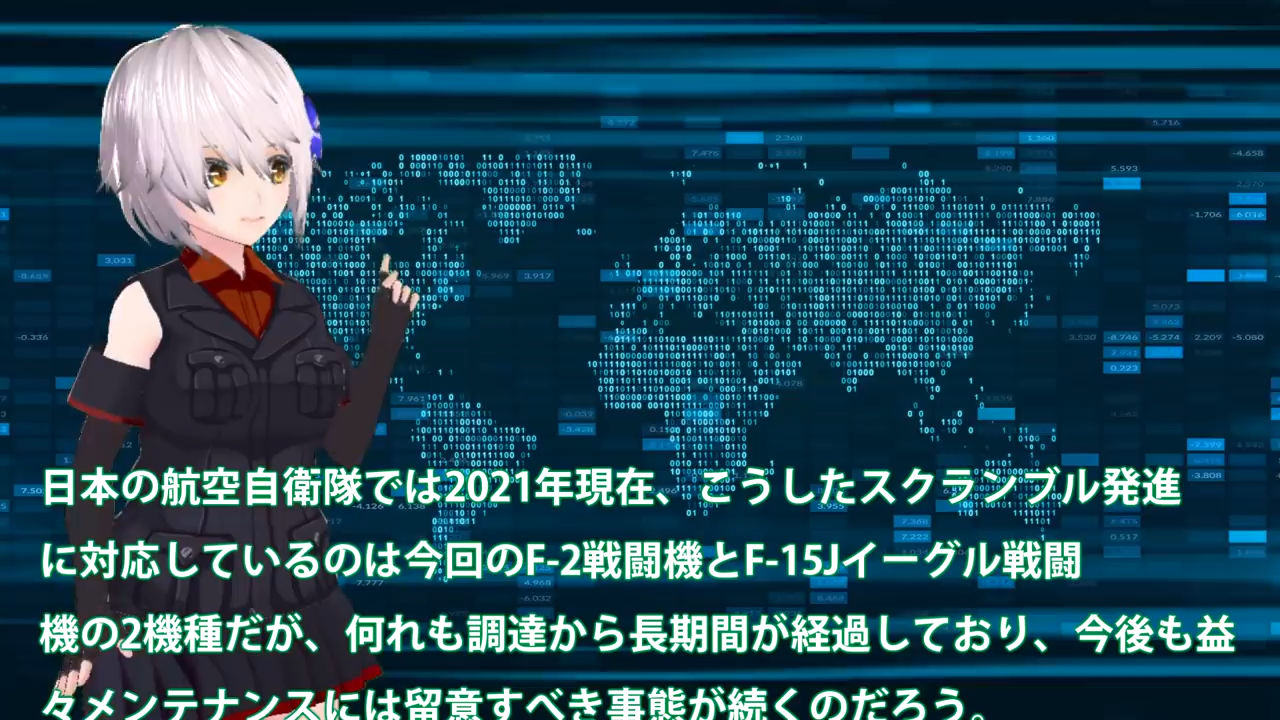 日本の航空自衛隊では2021年現在、こうしたスクランブル発進
に対応しているのは今回のF-2戦闘機とF-15Jイーグル戦闘
機の2機種だが、何れも調達から長期間が経過しており、今後も益
々メンテナンスには留意すべき事態が続くのだろう。